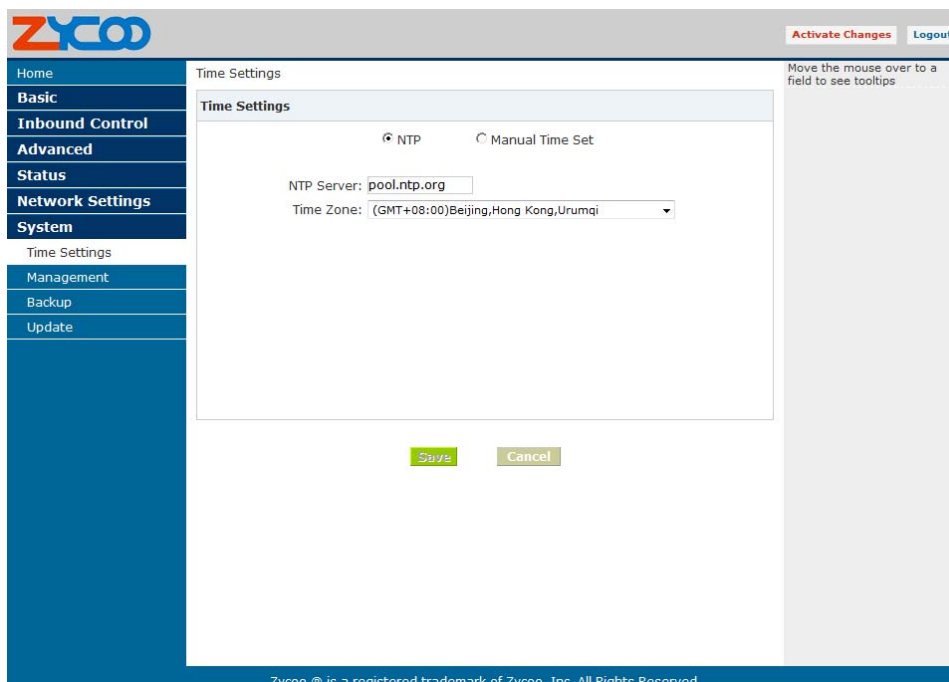 ZYCOO
Activate Changes
Logout
Home
Basic
Inbound Control
Advanced
Status
Network Settings
System
Time Settings
Management
Backup
Update
Time Settings
Time Settings
NTP
Manual Time Set
NTP Server: pool.ntp.org
Time Zone: (GMT+08:00)Beijing,Hong Kong,Urumqi
Save
Cancel
Move the mouse over to a
field to see tooltips
Zycoo ® is a registered trademark of Zycoo, Inc. All Rights Reserved